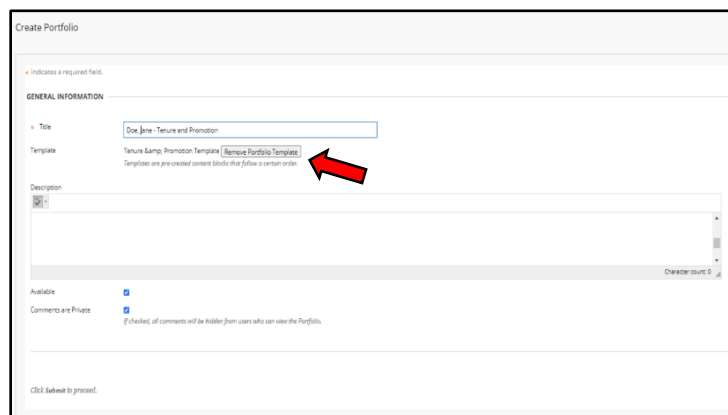 Create Portfolio
* Indicates a required field.
GENERAL INFORMATION
* Title
Doe, Jane - Tenure and Promotion
Template
Tenure &amp; Promotion Template Remove Portfolio Template
Templates are pre-created content blocks that follow a certain order.
Description
Character count: 0
Available
Comments are Private
If checked, all comments will be hidden from users who can view the Portfolio.
Click Submit to proceed.